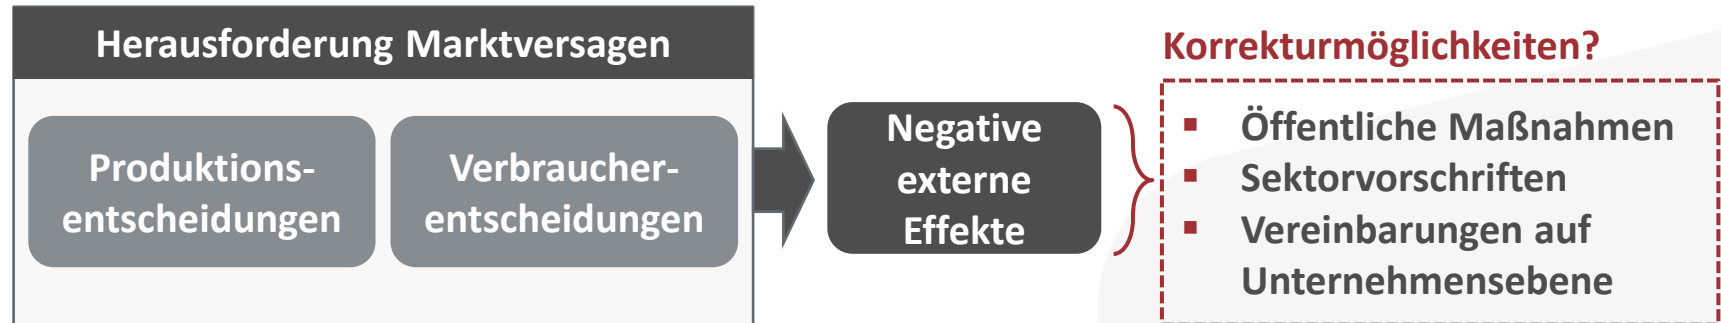 Herausforderung Marktversagen
Produktions-
entscheidungen
Verbraucher-
entscheidungen
Negative
externe
Effekte
Korrekturmöglichkeiten?
▪ Öffentliche Maßnahmen
▪ Sektorvorschriften
▪ Vereinbarungen auf
Unternehmensebene